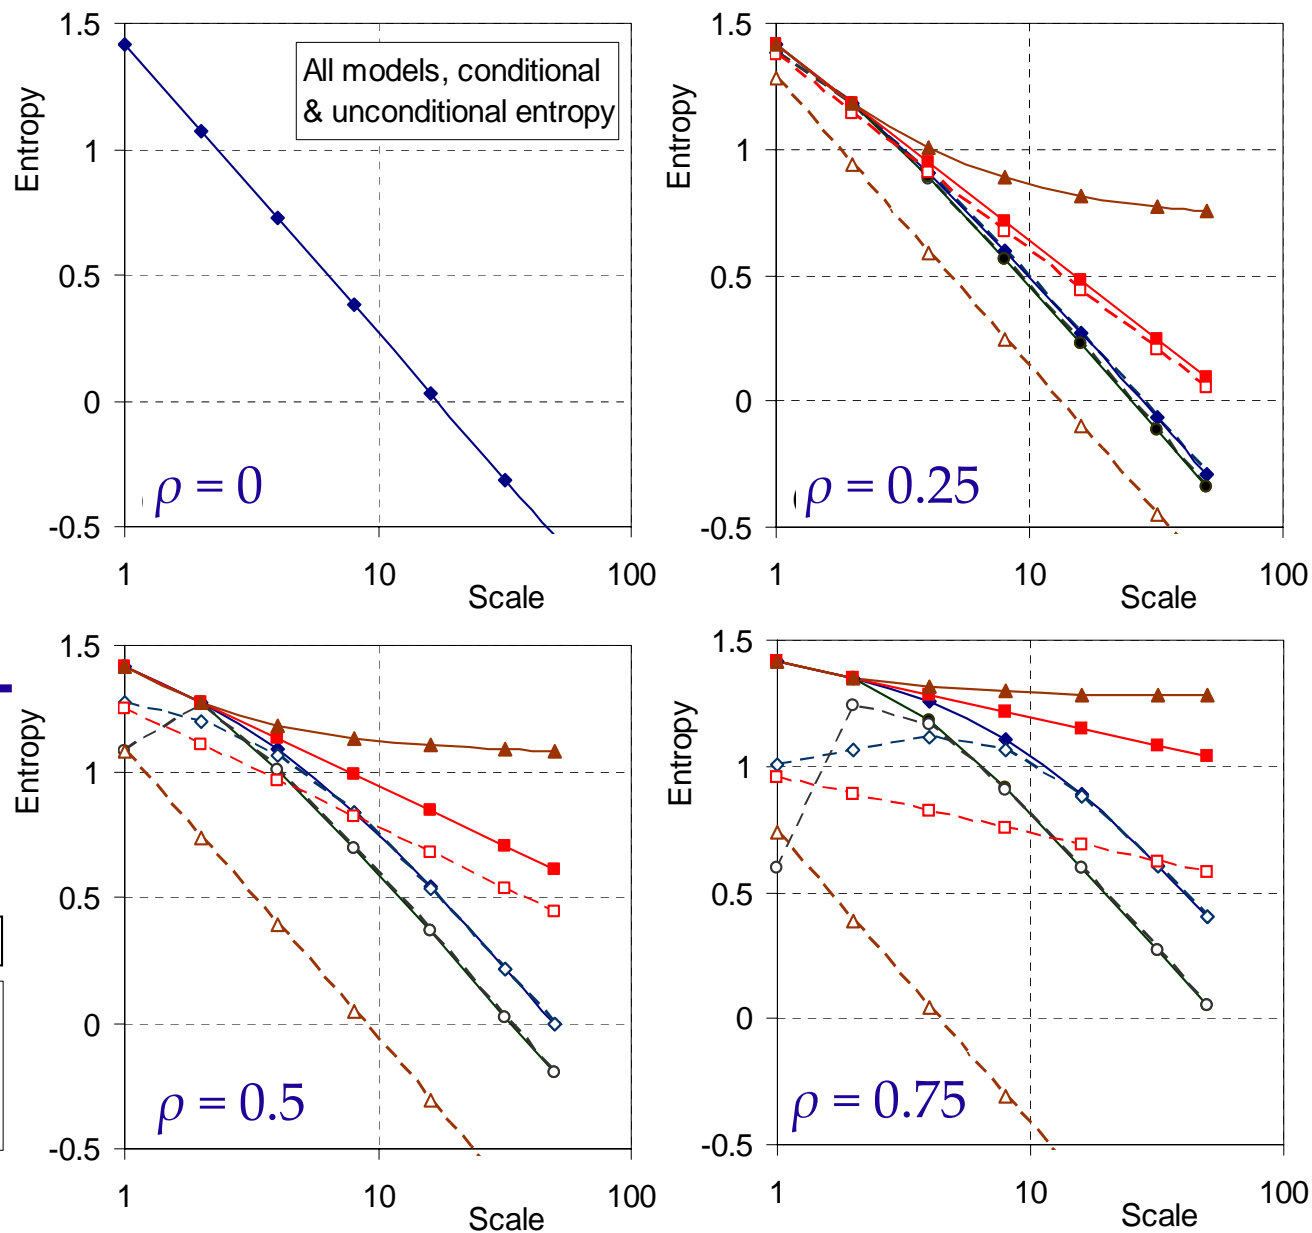 1.5
1
0.5
0
-0.5
Entropy
All models, conditional
& unconditional entropy
ρ = 0
1
10
100
Scale
1.5
1
0.5
0
-0.5
Entropy
ρ = 0.25
1
10
100
Scale
1.5
1
0.5
0
-0.5
Entropy
ρ = 0.5
1
10
100
Scale
1.5
1
0.5
0
-0.5
Entropy
ρ = 0.75
1
10
100
Scale